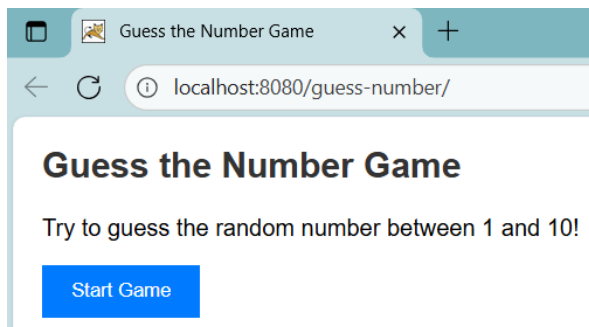 Guess the Number Game
localhost:8080/guess-number/
Guess the Number Game
Try to guess the random number between 1 and 10!
Start Game